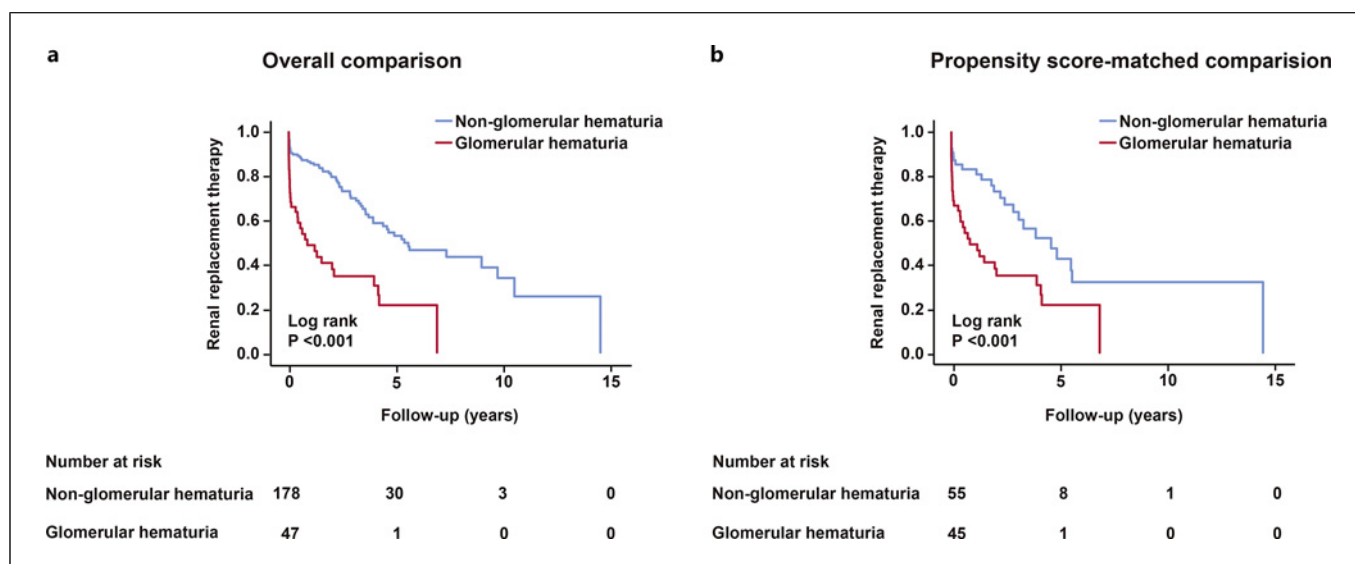 a
Overall comparison
Non-glomerular hematuria
Glomerular hematuria
Renal replacement therapy
1.0
0.8
0.6
0.4
0.2
0.0
Log rank
P <0.001
0 5 10 15
Follow-up (years)
Number at risk
Non-glomerular hematuria 178 30 3 0
Glomerular hematuria 47 1 0 0
b
Propensity score-matched comparision
Non-glomerular hematuria
Glomerular hematuria
Renal replacement therapy
1.0
0.8
0.6
0.4
0.2
0.0
Log rank
P <0.001
0 5 10 15
Follow-up (years)
Number at risk
Non-glomerular hematuria 55 8 1 0
Glomerular hematuria 45 1 0 0